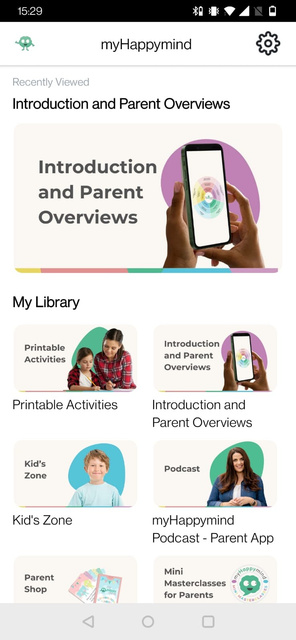 15:29
myHappymind
Recently Viewed
Introduction and Parent Overviews
Introduction
and Parent
Overviews
My Library
Printable
Activities
Introduction
and Parent
Overviews
Printable Activities
Introduction and
Parent Overviews
Kid's
Zone
Podcast
Kid's Zone
myHappymind
Podcast - Parent App
Parent
Shop
Mini
Masterclasses
for Parents